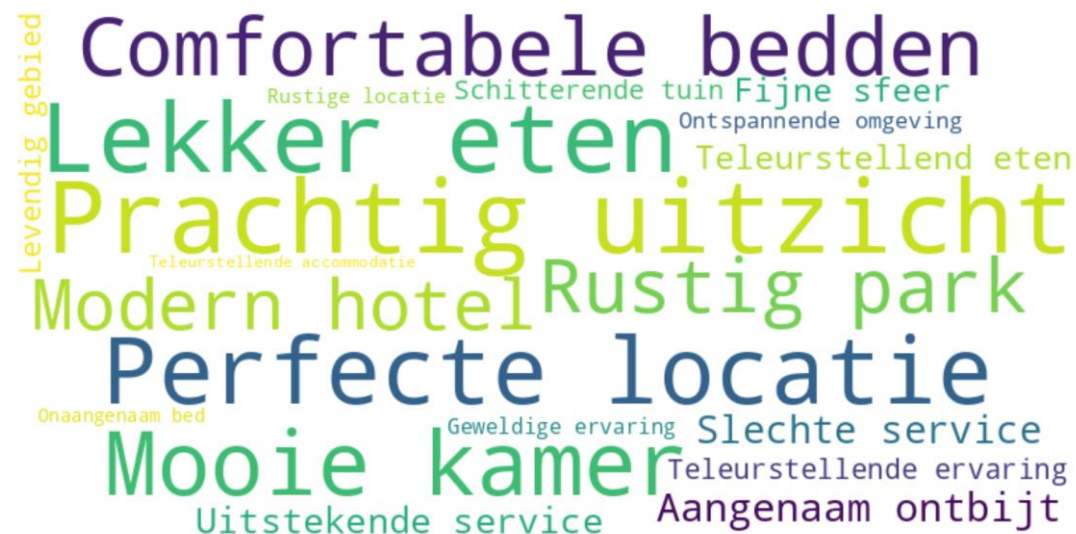 Comfortabele bedden
Levendig gebied
Rustige locatie
Schitterende tuin
Fijne sfeer
Lekker eten
Ontspannende omgeving
Teleurstellend eten
Prachtig uitzicht
Teleurstellende accommodatie
Rustig park
Modern hotel
Perfecte locatie
Onaangenaam bed
Geweldige ervaring
Slechte service
Mooie kamer
Teleurstellende ervaring
Aangenaam ontbijt
Uitstekende service